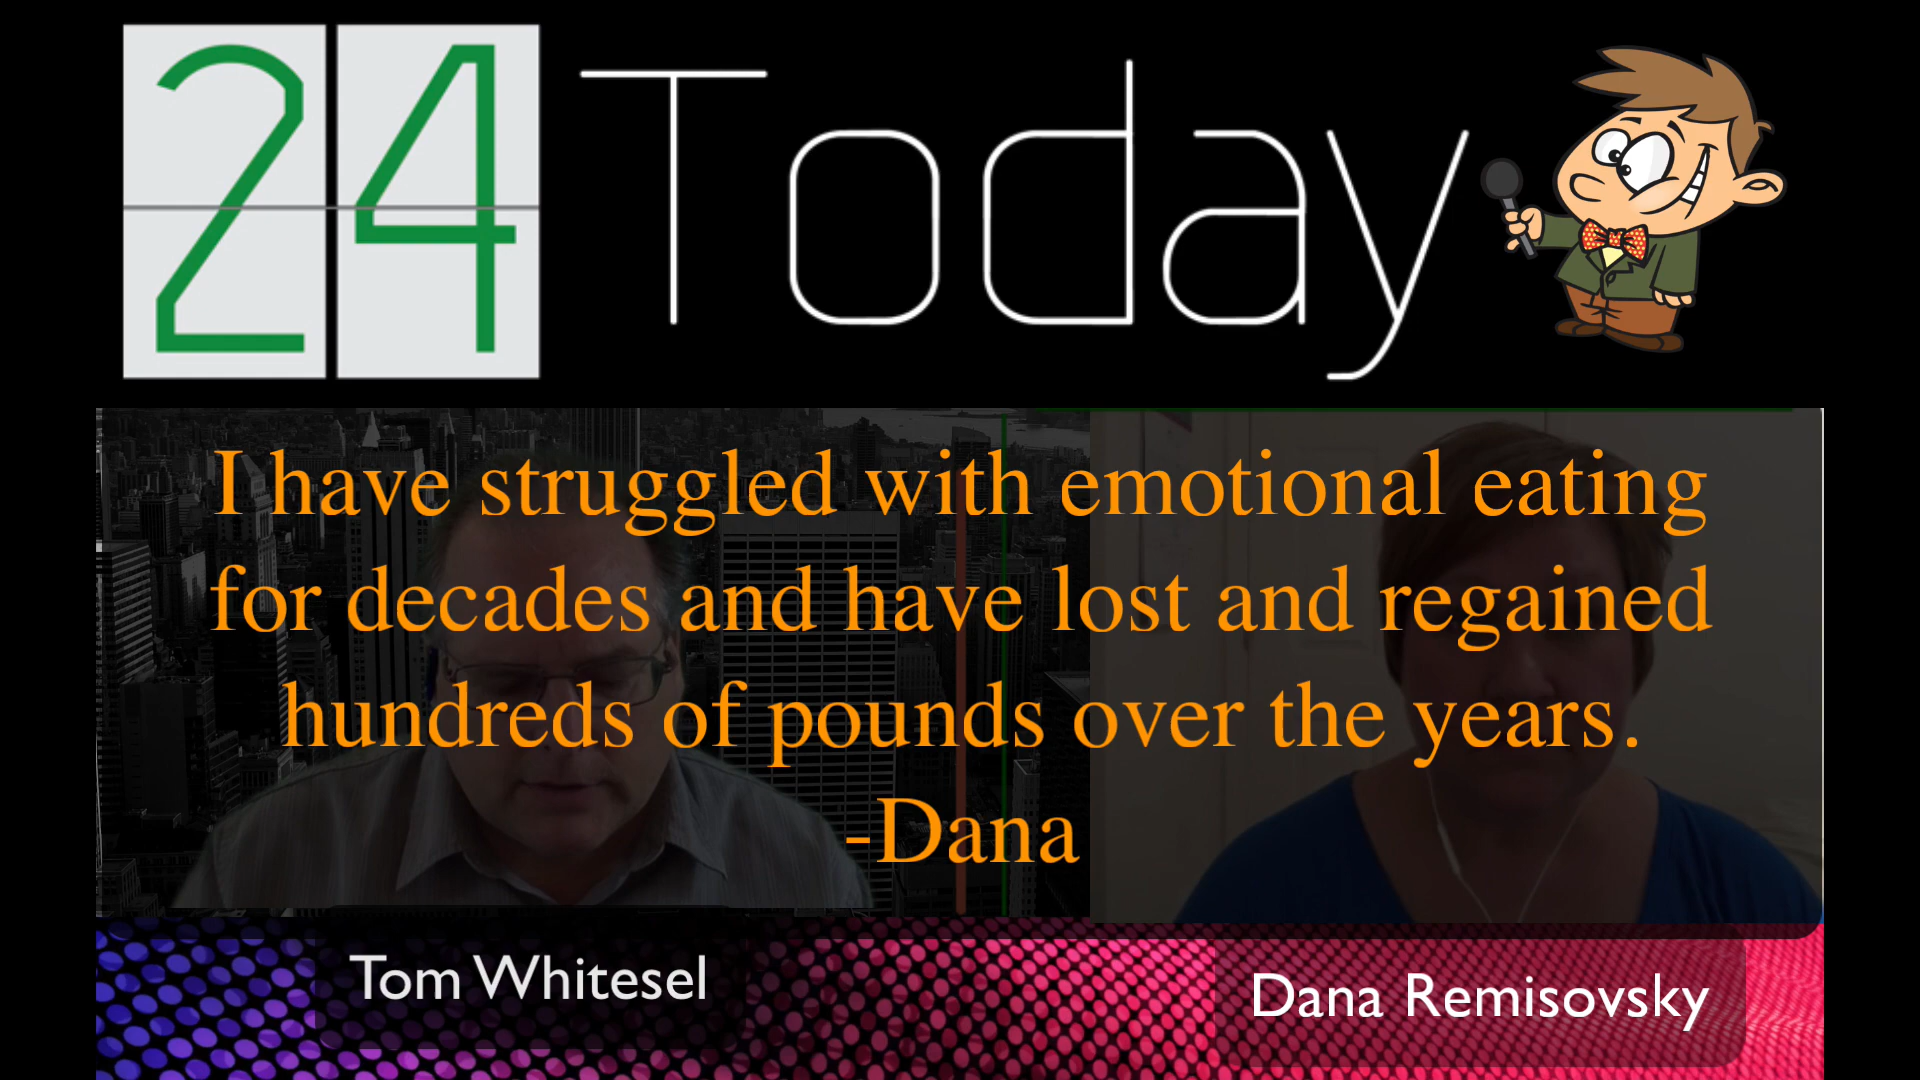 24 Today
I have struggled with emotional eating
for decades and have lost and regained
hundreds of pounds over the years.
-Dana
Tom Whitesel
Dana Remisovsky